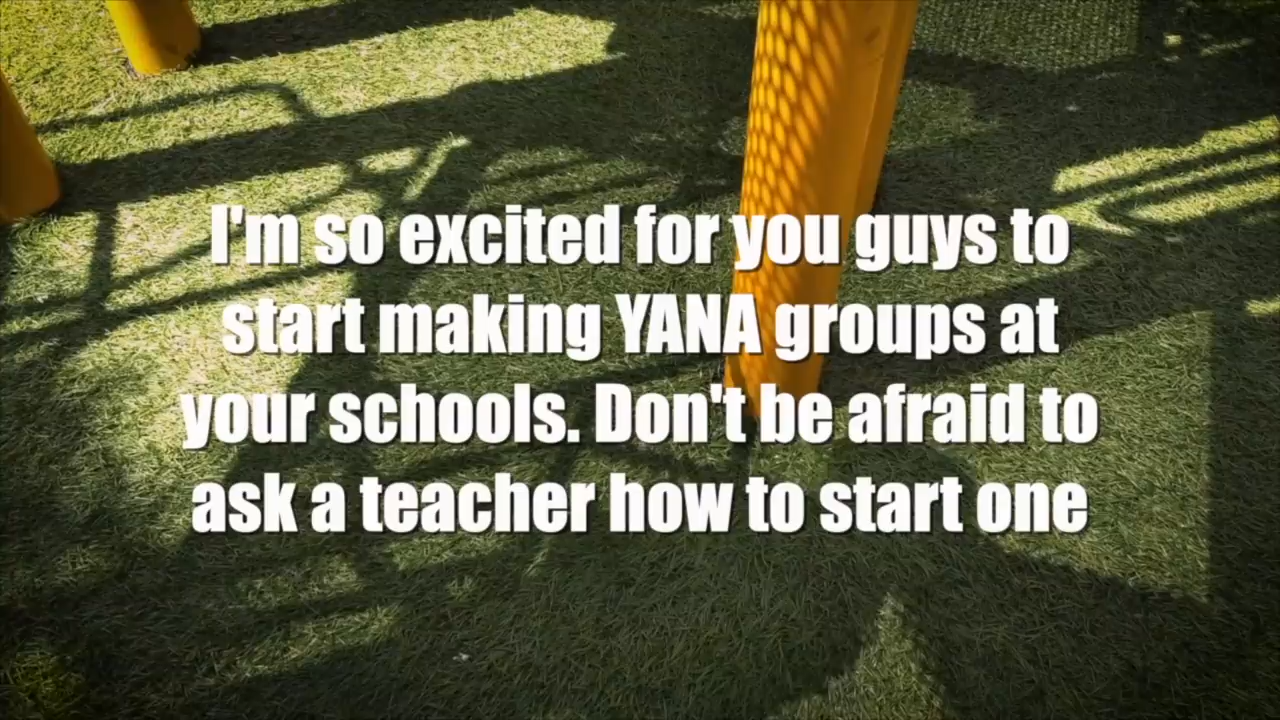 I'm so excited for you guys to
start making YANA groups at
your schools. Don't be afraid to
ask a teacher how to start one